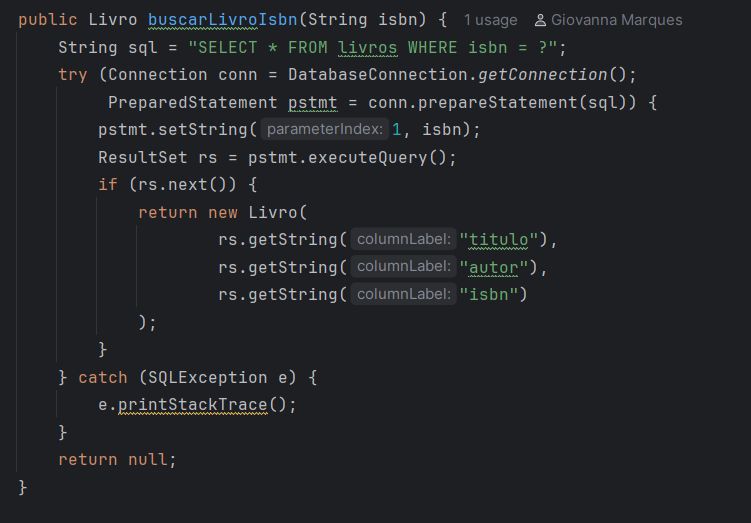 public Livro buscarLivroIsbn(String isbn) { 1 usage Giovanna Marques
String sql = "SELECT * FROM livros WHERE isbn = ?";
try (Connection conn = DatabaseConnection.getConnection();
PreparedStatement pstmt = conn.prepareStatement(sql)) {
pstmt.setString( parameterIndex: 1, isbn);
ResultSet rs = pstmt.executeQuery();
if (rs.next()) {
return new Livro(
rs.getString( columnLabel: "titulo"),
rs.getString( columnLabel: "autor"),
rs.getString( columnLabel: "isbn")
);
}
} catch (SQLException e) {
e.printStackTrace();
}
return null;
}